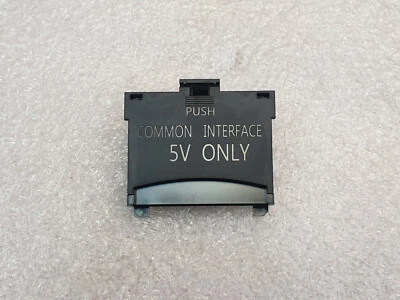 PUSH
COMMON INTERFACE
5V ONLY